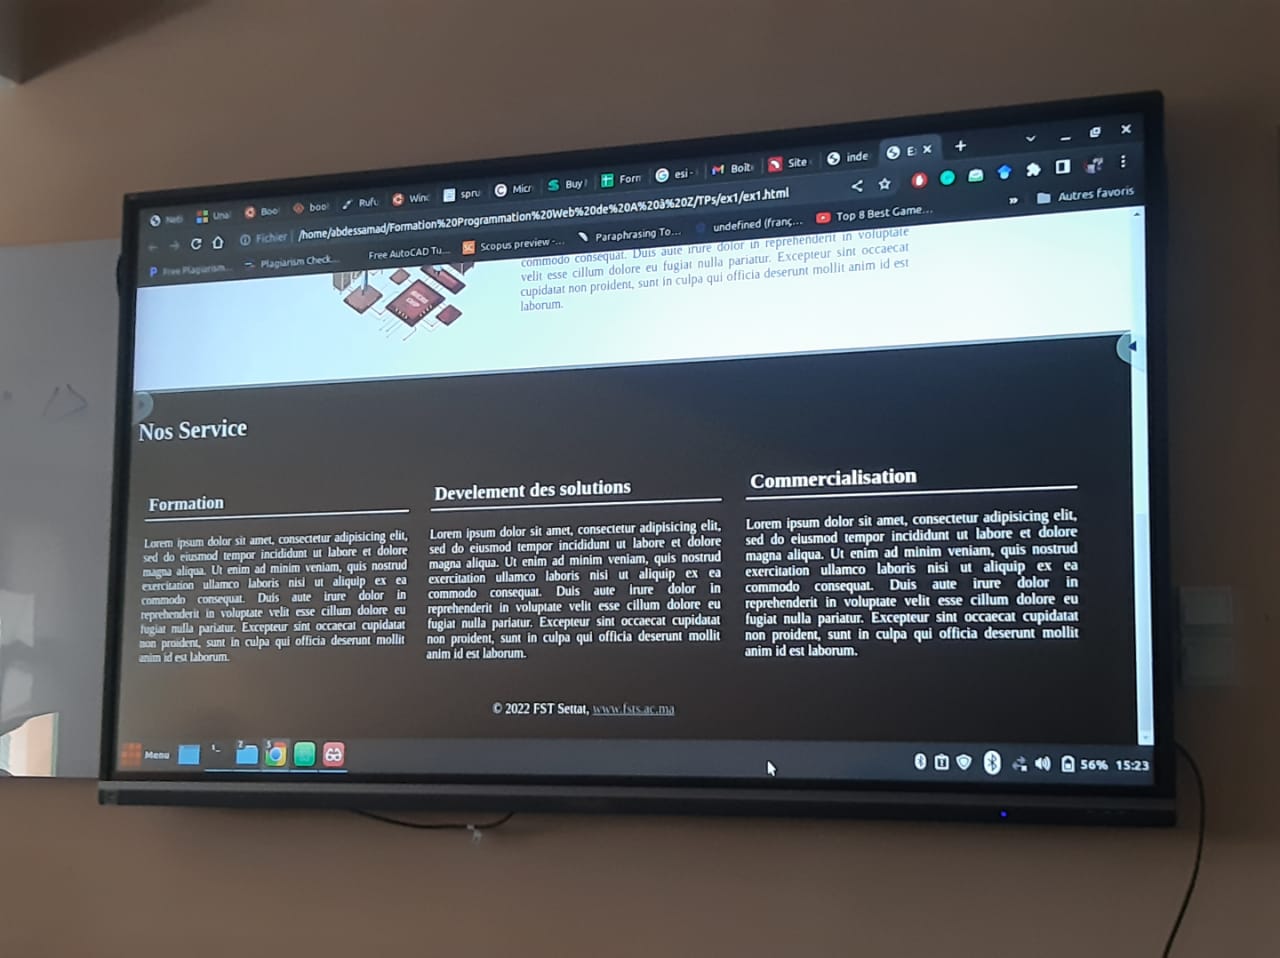 Neti
Una
Boo
boo
Rufu
Winc
spru
Micr
Buy I
Forn
esi -
Boît
Site
inde
E
Fichier
/home/abdessamad/Formation%20Programmation%20Web%20de%20A%20à%20Z/TPs/ex1/ex1.html
Free Plagiarism...
Plagiarism Check...
Free AutoCAD Tu...
SC Scopus preview -...
Paraphrasing To...
undefined (franç...
Top 8 Best Game...
»
Autres favoris
commodo consequat. Duis aute irure dolor in reprehenderit in voluptate
velit esse cillum dolore eu fugiat nulla pariatur. Excepteur sint occaecat
cupidatat non proident, sunt in culpa qui officia deserunt mollit anim id est
laborum.
Nos Service
Formation
Lorem ipsum dolor sit amet, consectetur adipisicing elit,
sed do eiusmod tempor incididunt ut labore et dolore
magna aliqua. Ut enim ad minim veniam, quis nostrud
exercitation ullamco laboris nisi ut aliquip ex ea
commodo consequat. Duis aute irure dolor in
reprehenderit in voluptate velit esse cillum dolore eu
fugiat nulla pariatur. Excepteur sint occaecat cupidatat
non proident, sunt in culpa qui officia deserunt mollit
anim id est laborum.
Develement des solutions
Lorem ipsum dolor sit amet, consectetur adipisicing elit,
sed do eiusmod tempor incididunt ut labore et dolore
magna aliqua. Ut enim ad minim veniam, quis nostrud
exercitation ullamco laboris nisi ut aliquip ex ea
commodo consequat. Duis aute irure dolor in
reprehenderit in voluptate velit esse cillum dolore eu
fugiat nulla pariatur. Excepteur sint occaecat cupidatat
non proident, sunt in culpa qui officia deserunt mollit
anim id est laborum.
Commercialisation
Lorem ipsum dolor sit amet, consectetur adipisicing elit,
sed do eiusmod tempor incididunt ut labore et dolore
magna aliqua. Ut enim ad minim veniam, quis nostrud
exercitation ullamco laboris nisi ut aliquip ex ea
commodo consequat. Duis aute irure dolor in
reprehenderit in voluptate velit esse cillum dolore eu
fugiat nulla pariatur. Excepteur sint occaecat cupidatat
non proident, sunt in culpa qui officia deserunt mollit
anim id est laborum.
© 2022 FST Settat, www.fsts.ac.ma
Menu
1
2
3
56% 15:23